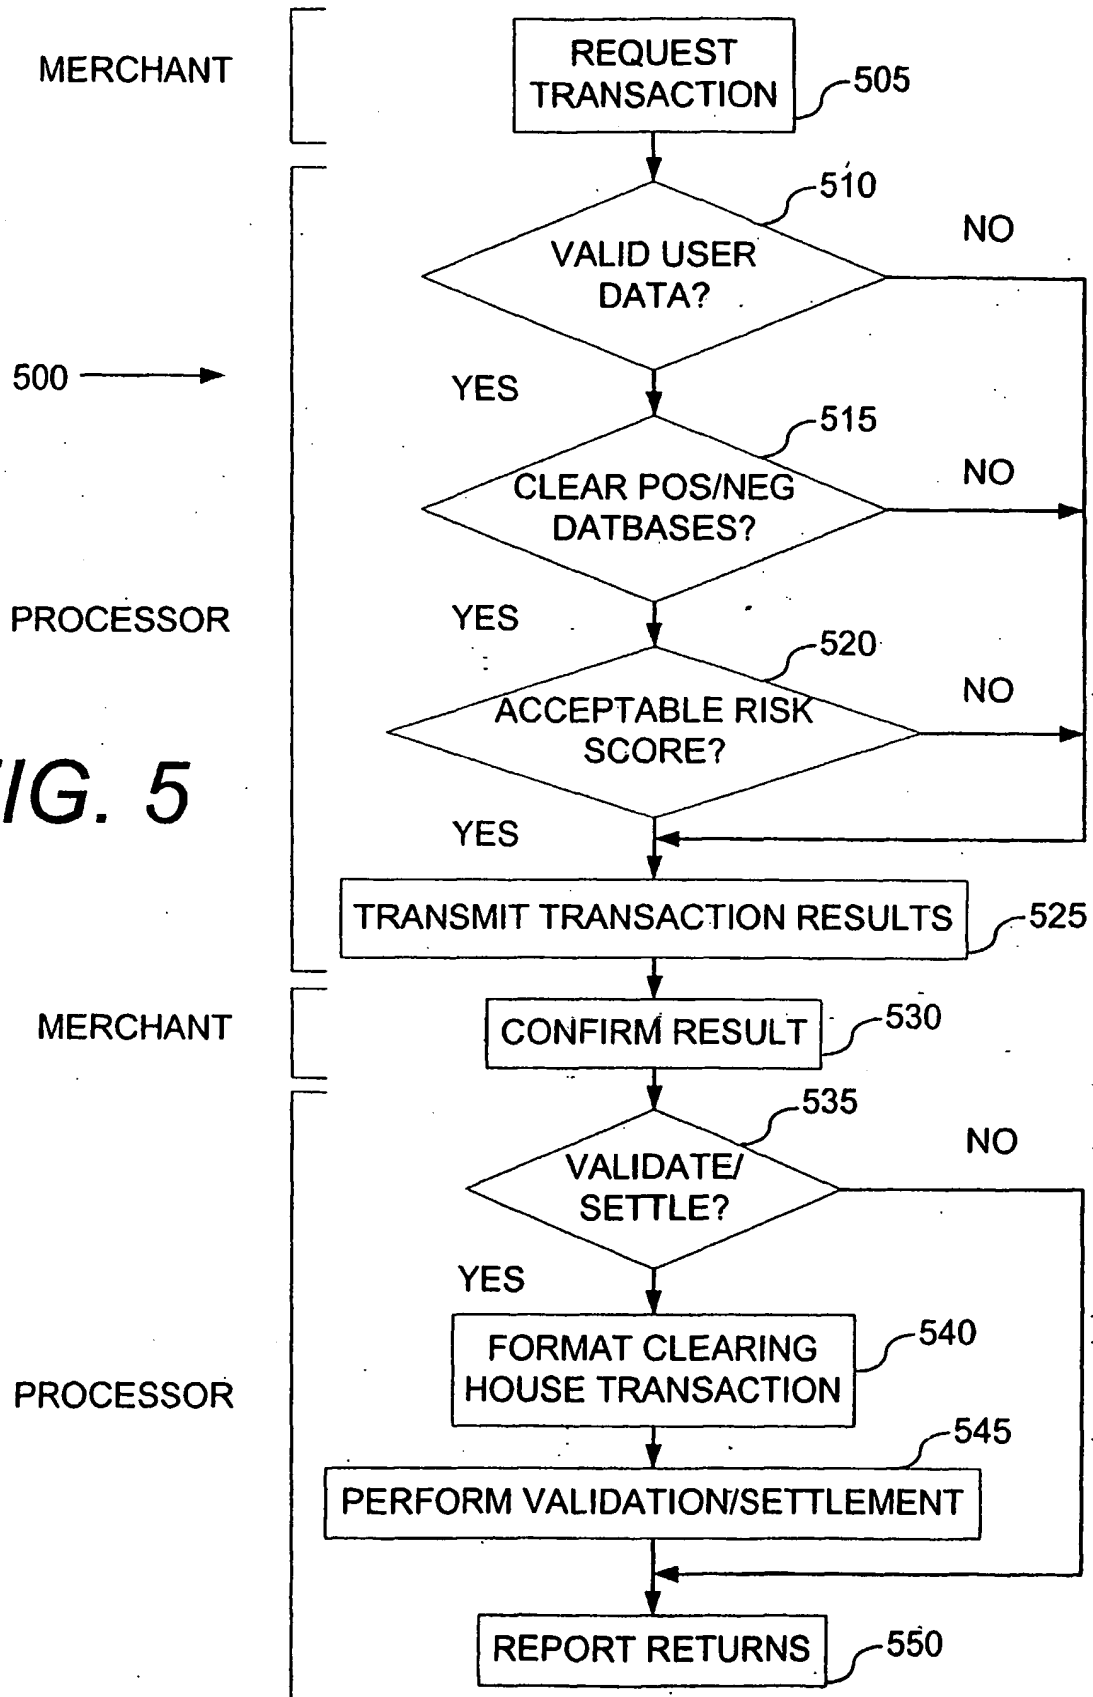 MERCHANT
REQUEST
TRANSACTION
505
510
VALID USER
DATA?
NO
500
YES
515
CLEAR POS/NEG
DATBASES?
NO
PROCESSOR
YES
520
ACCEPTABLE RISK
SCORE?
NO
FIG. 5
YES
TRANSMIT TRANSACTION RESULTS
525
MERCHANT
CONFIRM RESULT
530
535
VALIDATE/
SETTLE?
NO
YES
FORMAT CLEARING
HOUSE TRANSACTION
540
PROCESSOR
545
PERFORM VALIDATION/SETTLEMENT
REPORT RETURNS
550